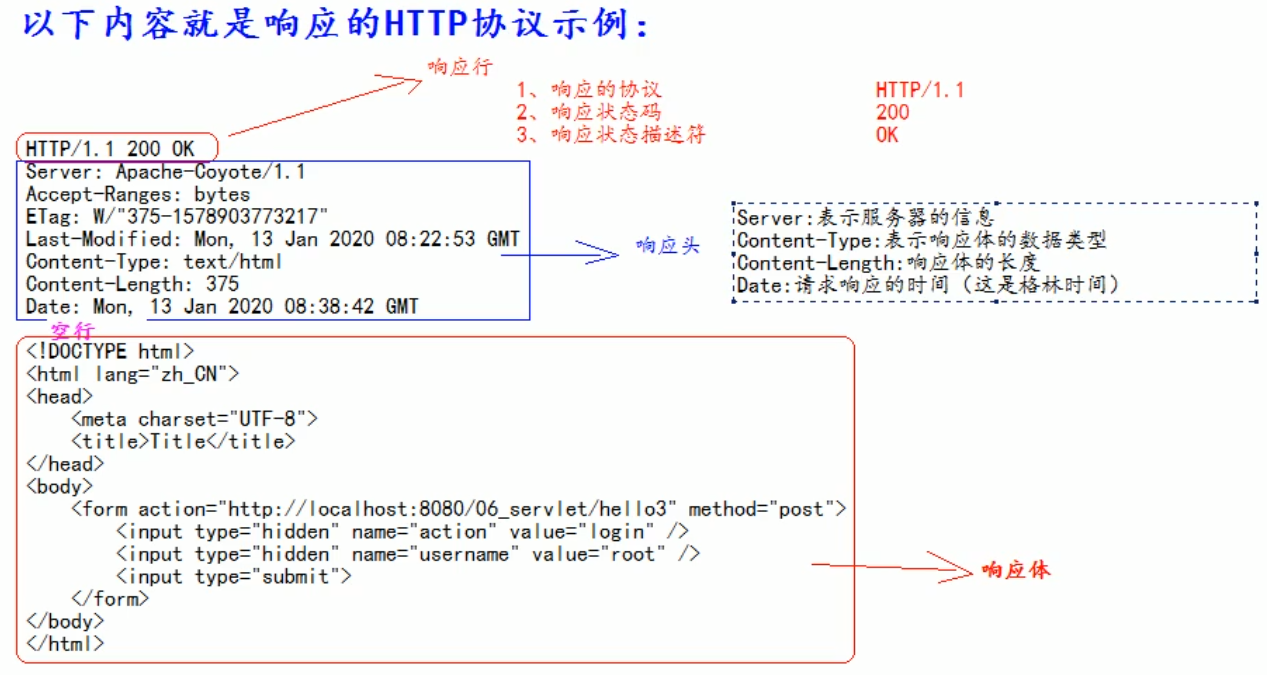 以下内容就是响应的HTTP协议示例：
响应行
1、响应的协议 HTTP/1.1
2、响应状态码 200
3、响应状态描述符 OK
HTTP/1.1 200 OK
Server: Apache-Coyote/1.1
Accept-Ranges: bytes
ETag: W/"375-1578903773217"
Last-Modified: Mon, 13 Jan 2020 08:22:53 GMT
Content-Type: text/html
Content-Length: 375
Date: Mon, 13 Jan 2020 08:38:42 GMT
响应头
Server:表示服务器的信息
Content-Type:表示响应体的数据类型
Content-Length:响应体的长度
Date:请求响应的时间（这是格林时间）
空行
<!DOCTYPE html>
<html lang="zh_CN">
<head>
    <meta charset="UTF-8">
    <title>Title</title>
</head>
<body>
    <form action="http://localhost:8080/06_servlet/hello3" method="post">
        <input type="hidden" name="action" value="login" />
        <input type="hidden" name="username" value="root" />
        <input type="submit">
    </form>
</body>
</html>
响应体